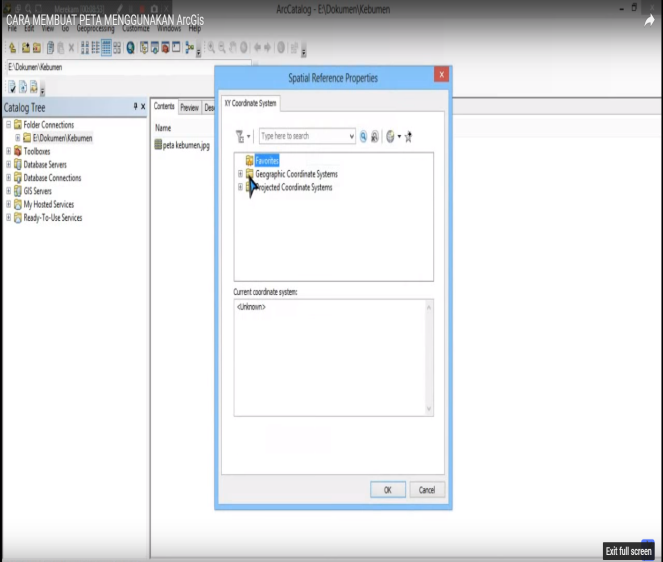 ArcCatalog - E:\Dokumen\Kebumen
CARA MEMBUAT PETA MENGGUNAKAN ArcGis
File Edit View Go Geoprocessing Customize Windows Help
E:\Dokumen\Kebumen
Catalog Tree
Folder Connections
E:\Dokumen\Kebumen
Toolboxes
Database Servers
Database Connections
GIS Servers
My Hosted Services
Ready-To-Use Services
Contents Preview Des
Name
peta kebumen.jpg
Spatial Reference Properties
XY Coordinate System
Type here to search
Favorites
Geographic Coordinate Systems
Projected Coordinate Systems
Current coordinate system:
<Unknown>
OK Cancel
Exit full screen